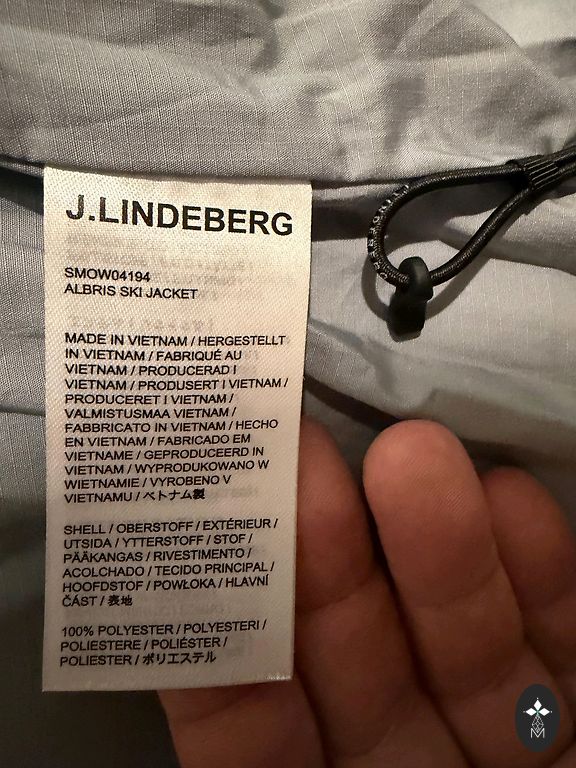 J.LINDEBERG
SMOW04194
ALBRIS SKI JACKET
MADE IN VIETNAM / HERGESTELLT
IN VIETNAM / FABRIQUÉ AU
VIETNAM / PRODUCERAD I
VIETNAM / PRODUSERT I VIETNAM /
PRODUCERET I VIETNAM /
VALMISTUSMAA VIETNAM /
FABBRICATO IN VIETNAM / HECHO
EN VIETNAM / FABRICADO EM
VIETNAME / GEPRODUCEERD IN
VIETNAM / WYPRODUKOWANO W
WIETNAMIE / VYROBENO V
VIETNAMU / ベトナム製
SHELL / OBERSTOFF / EXTÉRIEUR /
UTSIDA / YTTERSTOFF / STOF /
PÄÄKANGAS / RIVESTIMENTO /
ACOLCHADO / TECIDO PRINCIPAL /
HOOFDSTOF / POWŁOKA / HLAVNÍ
ČÁST / 表地
100% POLYESTER / POLYESTERI /
POLIESTERE / POLIÉSTER /
POLIESTER / ポリエステル
M